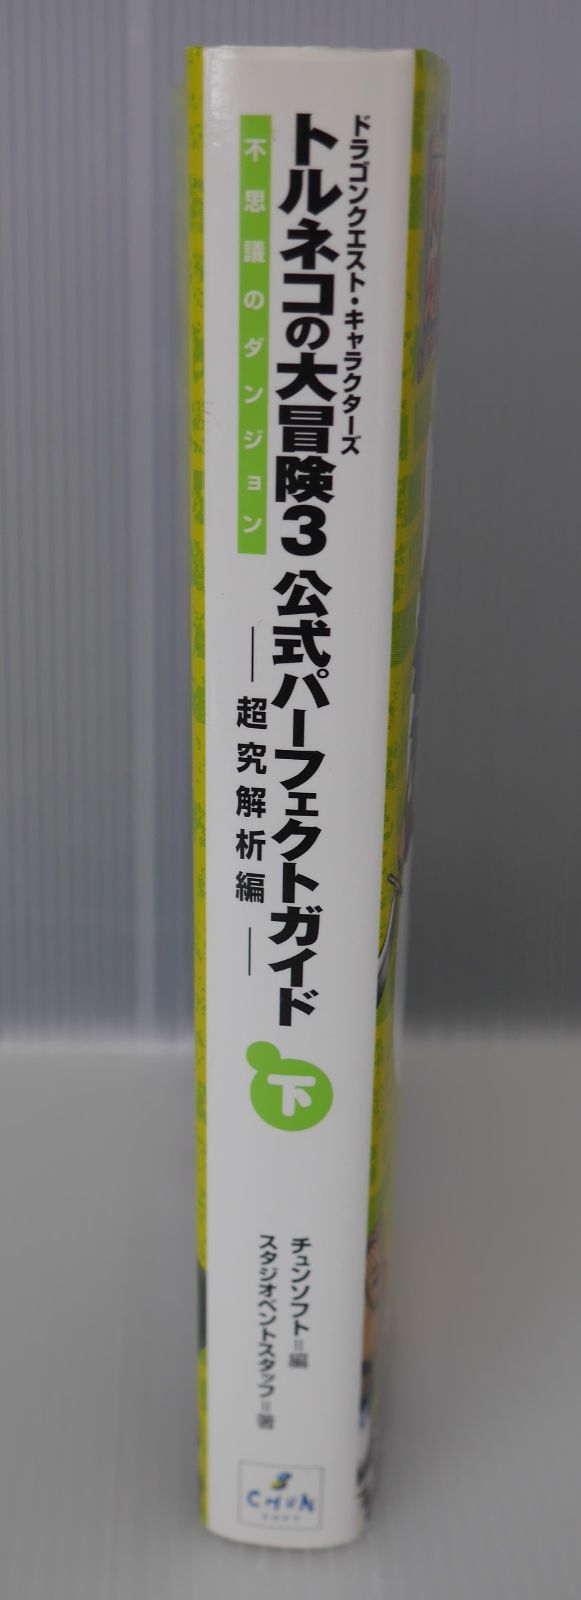 ドラゴンクエスト・キャラクターズ
トルネコの大冒険3 公式パーフェクトガイド
不思議のダンジョン
―超究解析編―
下
チュンソフト=編
スタジオベントスタッフ=著
CHUN